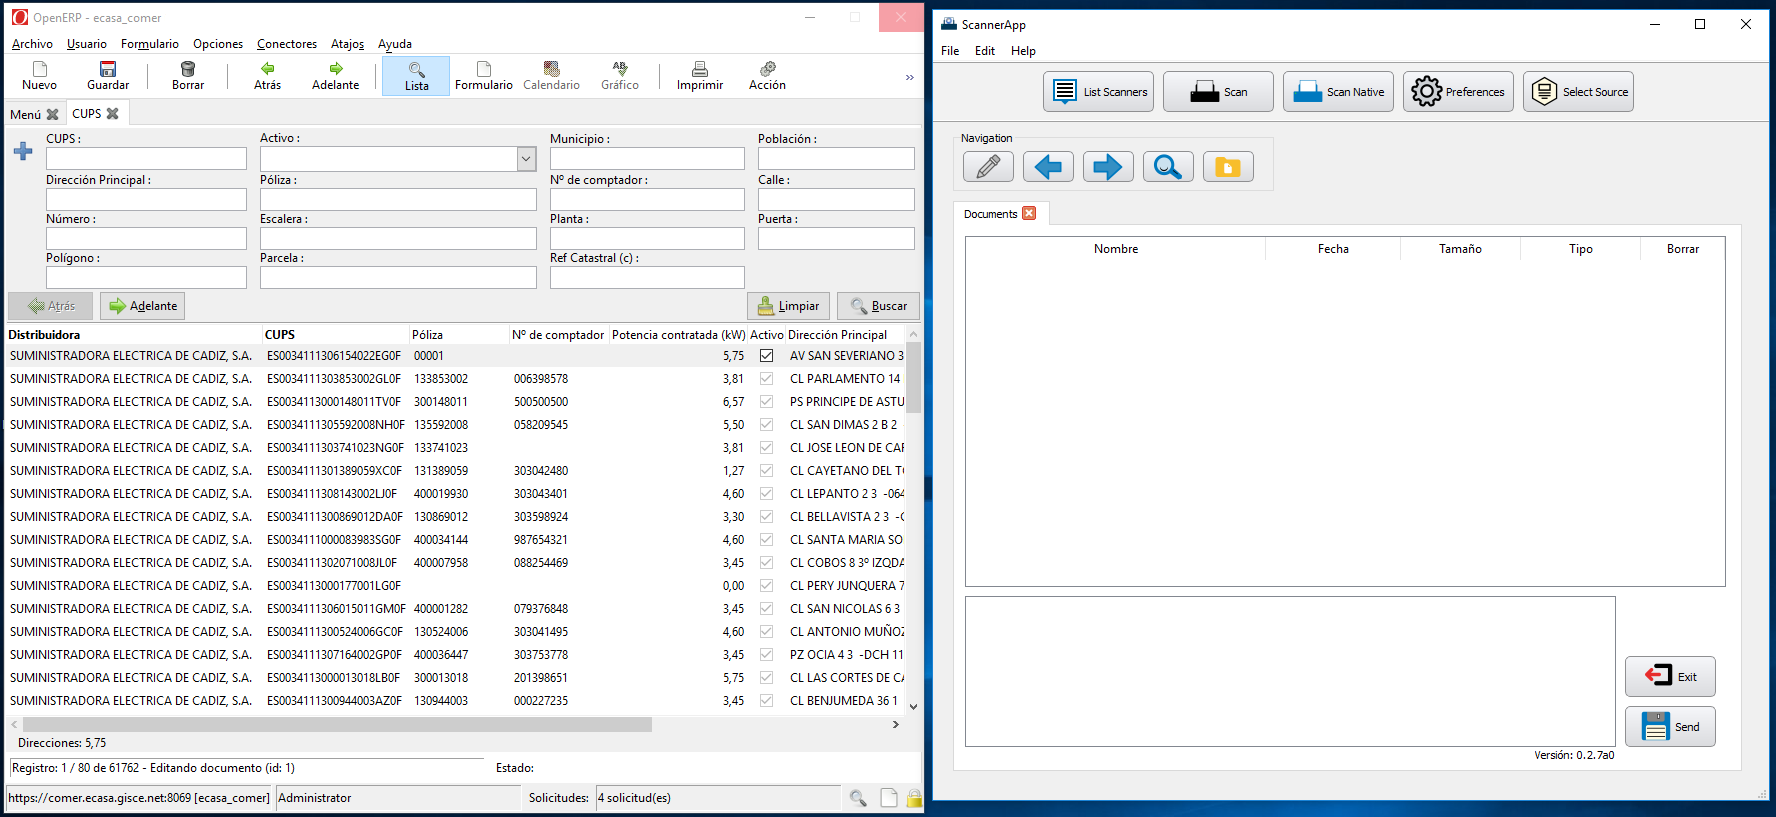 OpenERP - ecasa_comer
Archivo Usuario Formulario Opciones Conectores Atajos Ayuda
Nuevo Guardar Borrar Atrás Adelante Lista Formulario Calendario Gráfico Imprimir Acción »
Menú CUPS
CUPS : Activo : Municipio : Población :
Dirección Principal : Póliza : Nº de comptador : Calle :
Número : Escalera : Planta : Puerta :
Polígono : Parcela : Ref Catastral (c) :
Atrás Adelante Limpiar Buscar
Distribuidora CUPS Póliza Nº de comptador Potencia contratada (kW) Activo Dirección Principal
SUMINISTRADORA ELECTRICA DE CADIZ, S.A. ES0034111306154022EG0F 00001 5,75 AV SAN SEVERIANO 3
SUMINISTRADORA ELECTRICA DE CADIZ, S.A. ES0034111303853002GL0F 133853002 006398578 3,81 CL PARLAMENTO 14
SUMINISTRADORA ELECTRICA DE CADIZ, S.A. ES0034113000148011TV0F 300148011 500500500 6,57 PS PRINCIPE DE ASTU
SUMINISTRADORA ELECTRICA DE CADIZ, S.A. ES0034111305592008NH0F 135592008 058209545 5,50 CL SAN DIMAS 2 B 2
SUMINISTRADORA ELECTRICA DE CADIZ, S.A. ES0034111303741023NG0F 133741023 3,81 CL JOSE LEON DE CAR
SUMINISTRADORA ELECTRICA DE CADIZ, S.A. ES0034111301389059XC0F 131389059 303042480 1,27 CL CAYETANO DEL T
SUMINISTRADORA ELECTRICA DE CADIZ, S.A. ES0034111308143002LJ0F 400019930 303043401 4,60 CL LEPANTO 2 3 -064
SUMINISTRADORA ELECTRICA DE CADIZ, S.A. ES0034111300869012DA0F 130869012 303598924 3,30 CL BELLAVISTA 2 3
SUMINISTRADORA ELECTRICA DE CADIZ, S.A. ES0034111000083983SG0F 400034144 987654321 4,60 CL SANTA MARIA SO
SUMINISTRADORA ELECTRICA DE CADIZ, S.A. ES0034111302071008JL0F 400007958 088254469 3,45 CL COBOS 8 3º IZQDA
SUMINISTRADORA ELECTRICA DE CADIZ, S.A. ES0034113000177001LG0F 0,00 CL PERY JUNQUERA 7
SUMINISTRADORA ELECTRICA DE CADIZ, S.A. ES0034111306015011GM0F 400001282 079376848 3,45 CL SAN NICOLAS 6 3
SUMINISTRADORA ELECTRICA DE CADIZ, S.A. ES0034111300524006GC0F 130524006 303041495 4,60 CL ANTONIO MUÑOZ
SUMINISTRADORA ELECTRICA DE CADIZ, S.A. ES0034111307164002GP0F 400036447 303753778 3,45 PZ OCIA 4 3 -DCH 11
SUMINISTRADORA ELECTRICA DE CADIZ, S.A. ES0034113000013018LB0F 300013018 201398651 5,75 CL LAS CORTES DE CA
SUMINISTRADORA ELECTRICA DE CADIZ, S.A. ES0034111300944003AZ0F 130944003 000227235 3,45 CL BENJUMEDA 36 1
Direcciones: 5,75
Registro: 1 / 80 de 61762 - Editando documento (id: 1) Estado:
https://comer.ecasa.gisce.net:8069 [ecasa_comer] Administrator Solicitudes: 4 solicitud(es)
ScannerApp
File Edit Help
List Scanners Scan Scan Native Preferences Select Source
Navigation
Documents
Nombre Fecha Tamaño Tipo Borrar
Exit
Send
Versión: 0.2.7a0